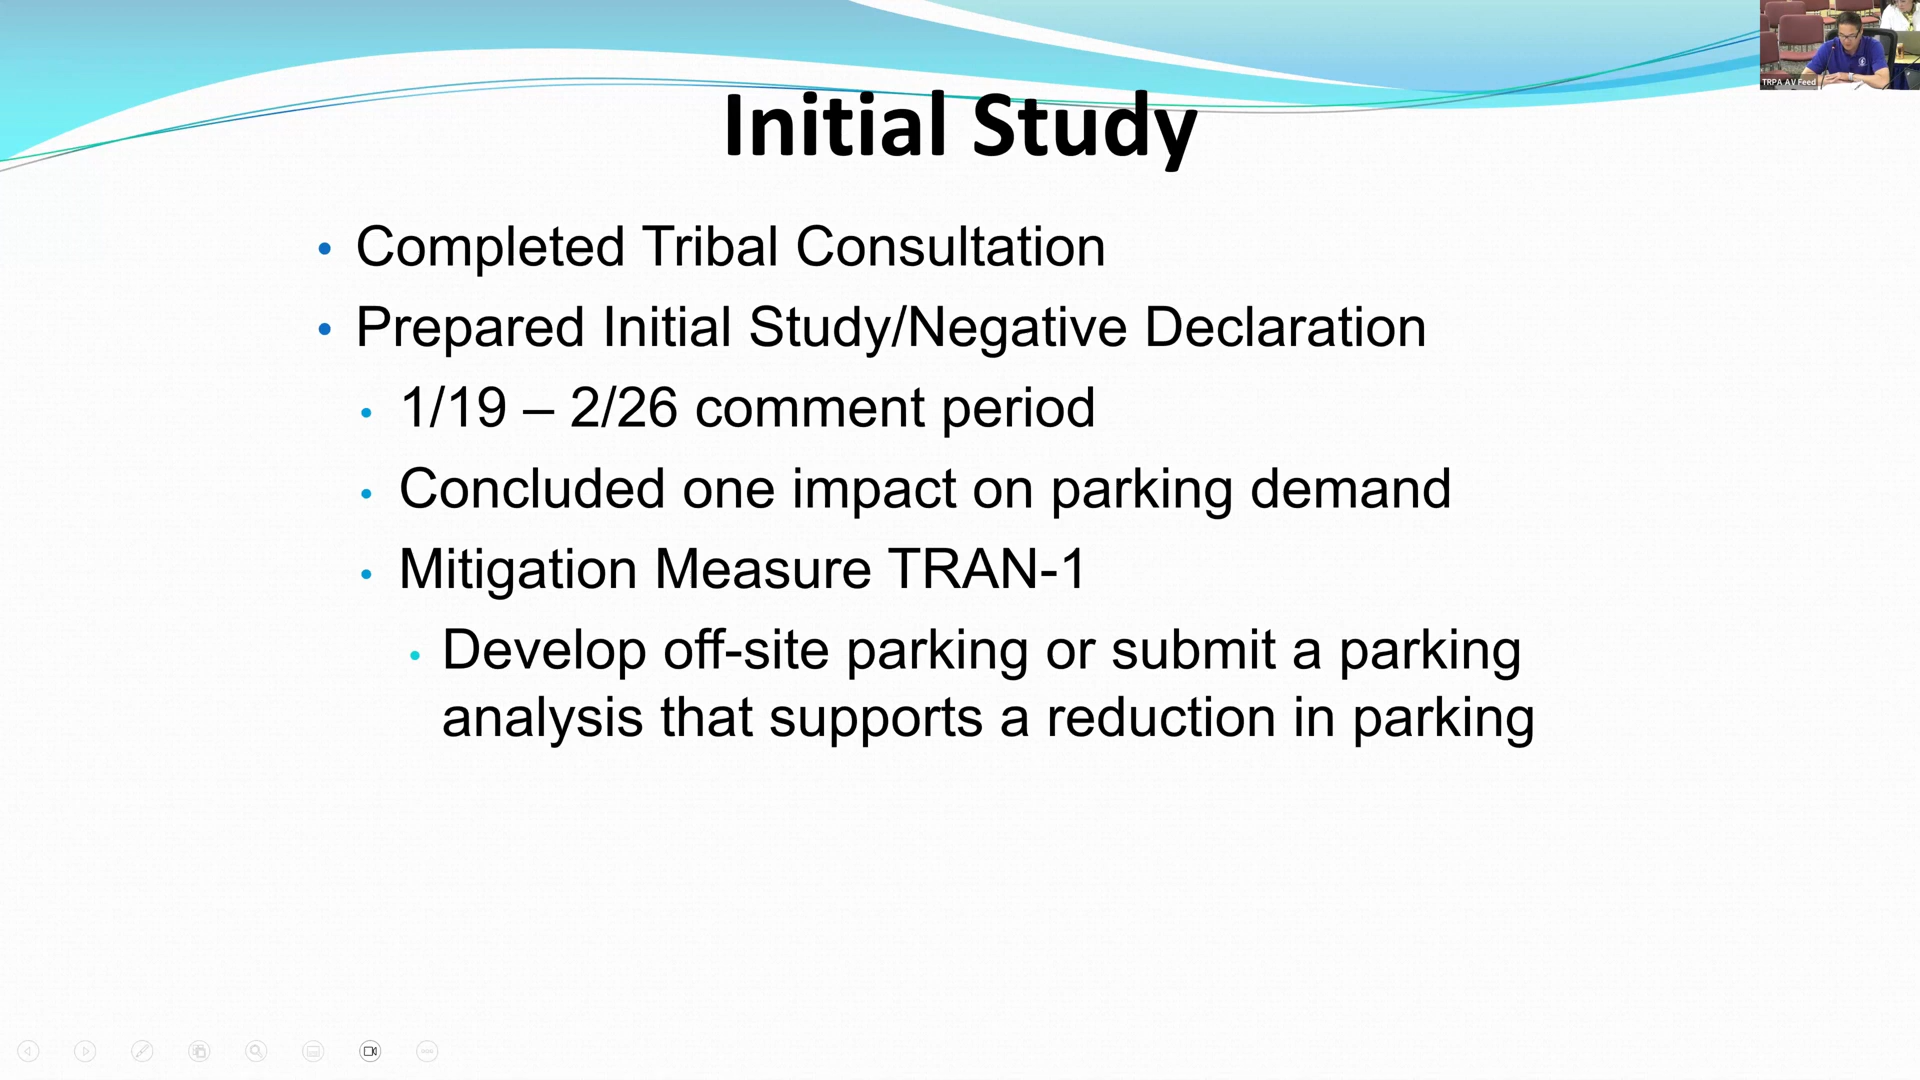 TRPA AV Feed
Initial Study
• Completed Tribal Consultation
• Prepared Initial Study/Negative Declaration
• 1/19 – 2/26 comment period
• Concluded one impact on parking demand
• Mitigation Measure TRAN-1
• Develop off-site parking or submit a parking
analysis that supports a reduction in parking